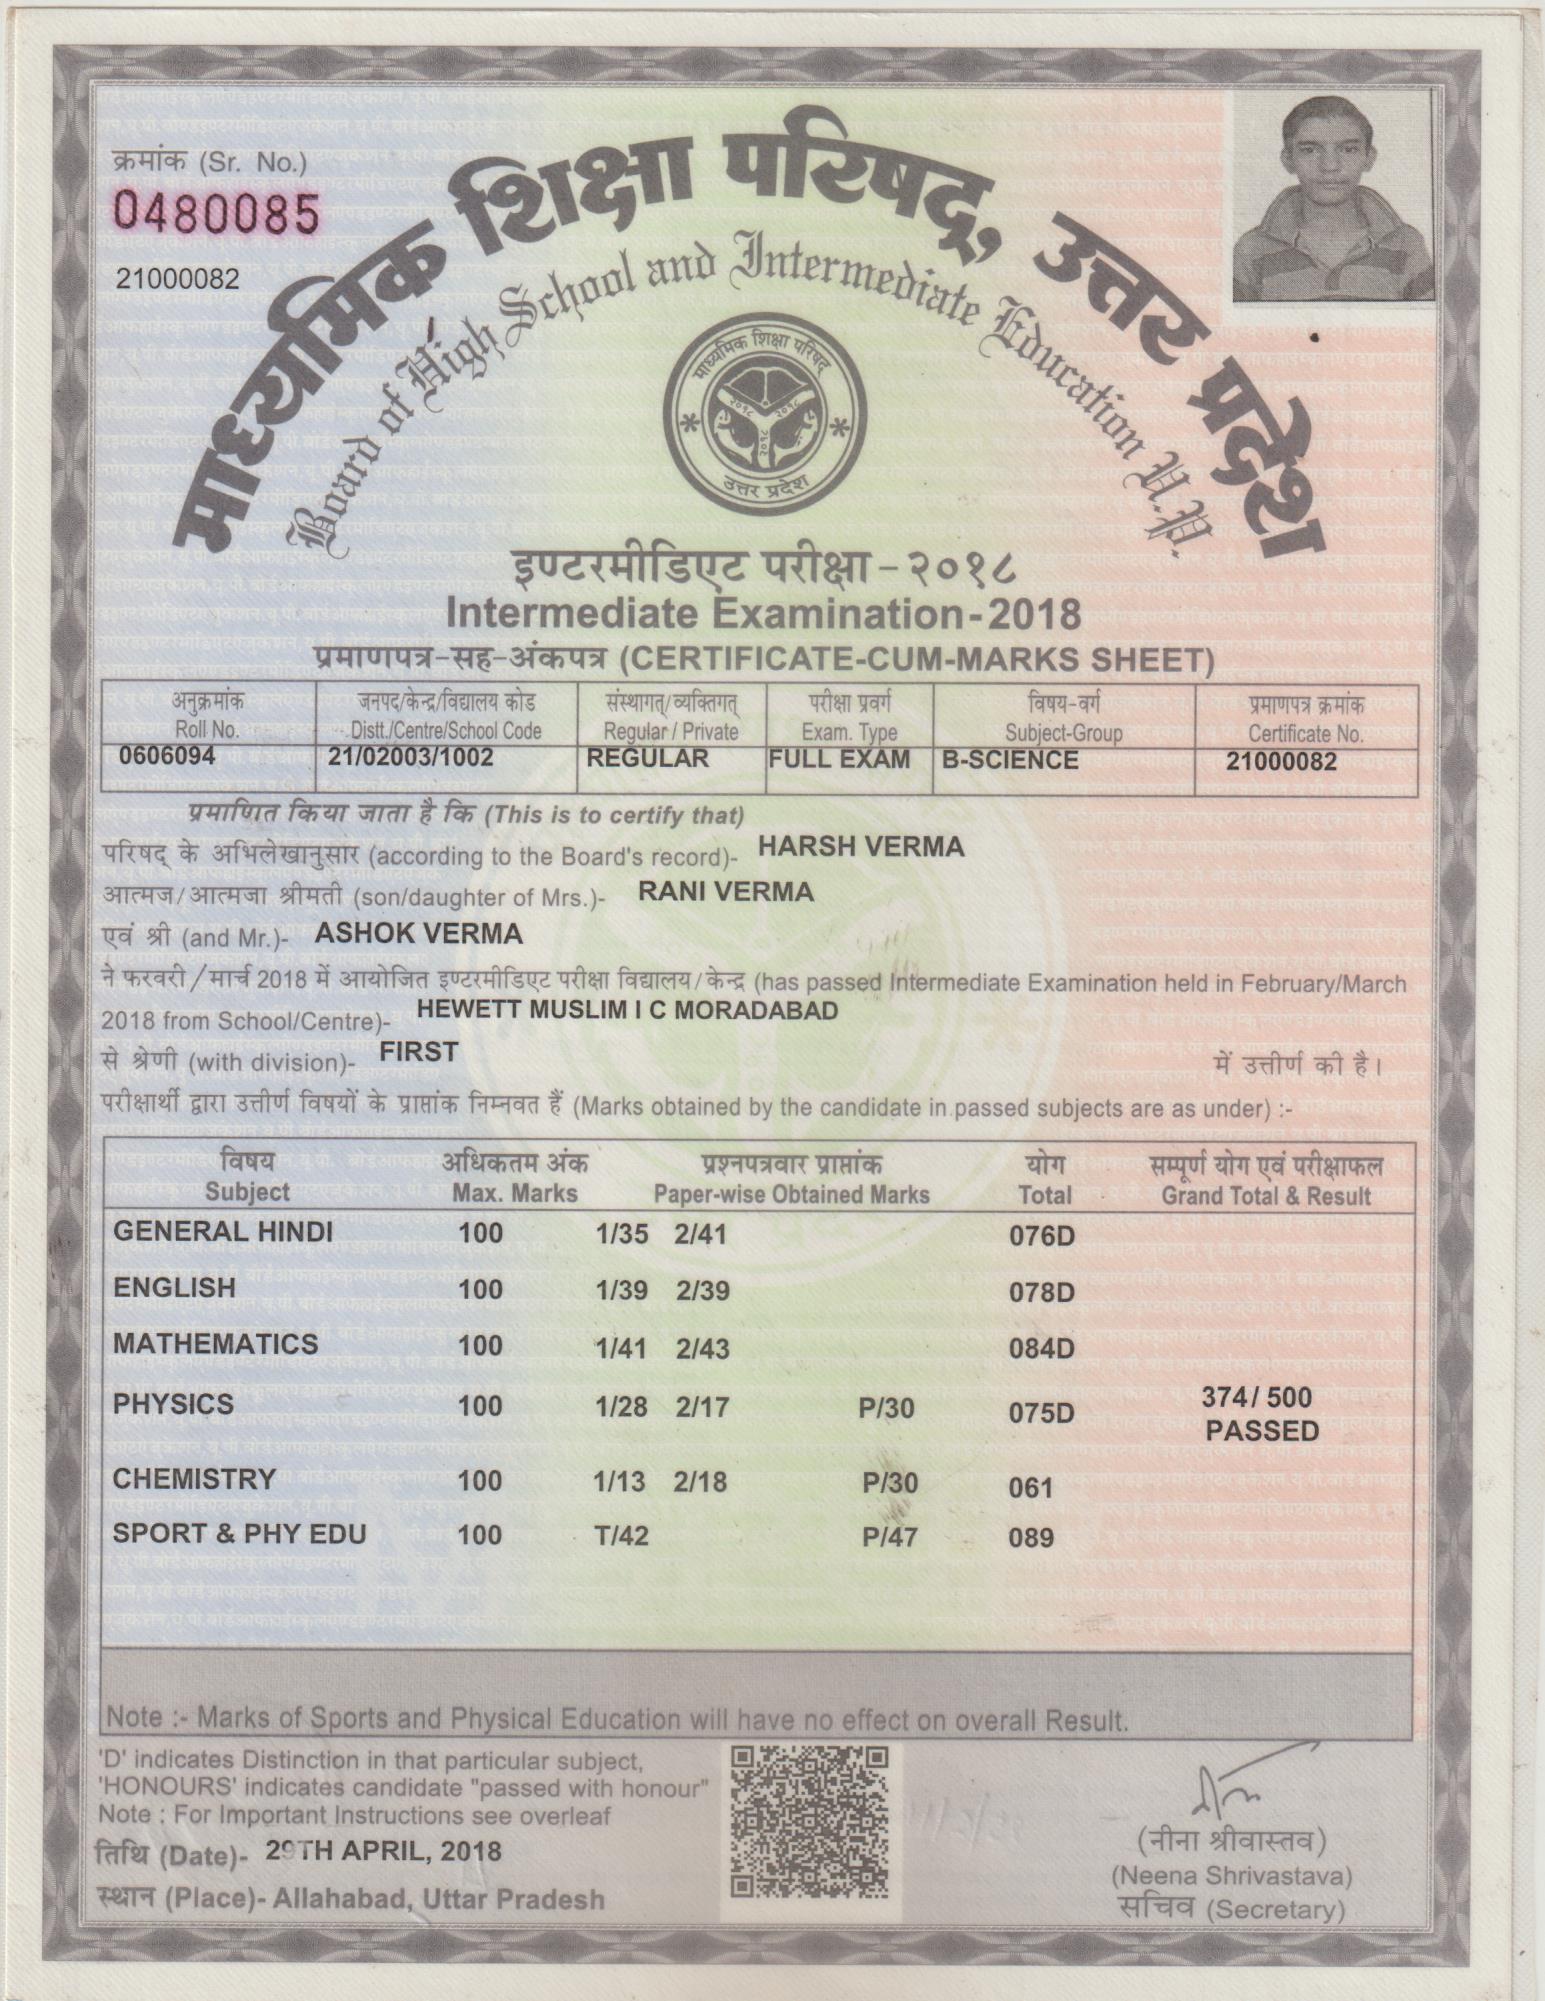 क्रमांक (Sr. No.)
0480085
21000082
माध्यमिक शिक्षा परिषद्, उत्तर प्रदेश
Board of High School and Intermediate Education U.P.
माध्यमिक शिक्षा परिषद्
२०१८ २०१८
२०१८
उत्तर प्रदेश
इण्टरमीडिएट परीक्षा - २०१८
Intermediate Examination - 2018
प्रमाणपत्र-सह-अंकपत्र (CERTIFICATE-CUM-MARKS SHEET)
अनुक्रमांक जनपद/केन्द्र/विद्यालय कोड संस्थागत्/व्यक्तिगत् परीक्षा प्रवर्ग विषय-वर्ग प्रमाणपत्र क्रमांक
Roll No. Distt./Centre/School Code Regular / Private Exam. Type Subject-Group Certificate No.
0606094 21/02003/1002 REGULAR FULL EXAM B-SCIENCE 21000082
प्रमाणित किया जाता है कि (This is to certify that)
परिषद् के अभिलेखानुसार (according to the Board's record)- HARSH VERMA
आत्मज/आत्मजा श्रीमती (son/daughter of Mrs.)- RANI VERMA
एवं श्री (and Mr.)- ASHOK VERMA
ने फरवरी/मार्च 2018 में आयोजित इण्टरमीडिएट परीक्षा विद्यालय/केन्द्र (has passed Intermediate Examination held in February/March
2018 from School/Centre)- HEWETT MUSLIM I C MORADABAD
से श्रेणी (with division)- FIRST में उत्तीर्ण की है।
परीक्षार्थी द्वारा उत्तीर्ण विषयों के प्राप्तांक निम्नवत हैं (Marks obtained by the candidate in passed subjects are as under) :-
विषय अधिकतम अंक प्रश्नपत्रवार प्राप्तांक योग सम्पूर्ण योग एवं परीक्षाफल
Subject Max. Marks Paper-wise Obtained Marks Total Grand Total & Result
GENERAL HINDI 100 1/35 2/41 076D
ENGLISH 100 1/39 2/39 078D
MATHEMATICS 100 1/41 2/43 084D
PHYSICS 100 1/28 2/17 P/30 075D 374/ 500
PASSED
CHEMISTRY 100 1/13 2/18 P/30 061
SPORT & PHY EDU 100 T/42 P/47 089
Note :- Marks of Sports and Physical Education will have no effect on overall Result.
'D' indicates Distinction in that particular subject,
'HONOURS' indicates candidate "passed with honour"
Note : For Important Instructions see overleaf
तिथि (Date)- 29TH APRIL, 2018
स्थान (Place)- Allahabad, Uttar Pradesh
(नीना श्रीवास्तव)
(Neena Shrivastava)
सचिव (Secretary)